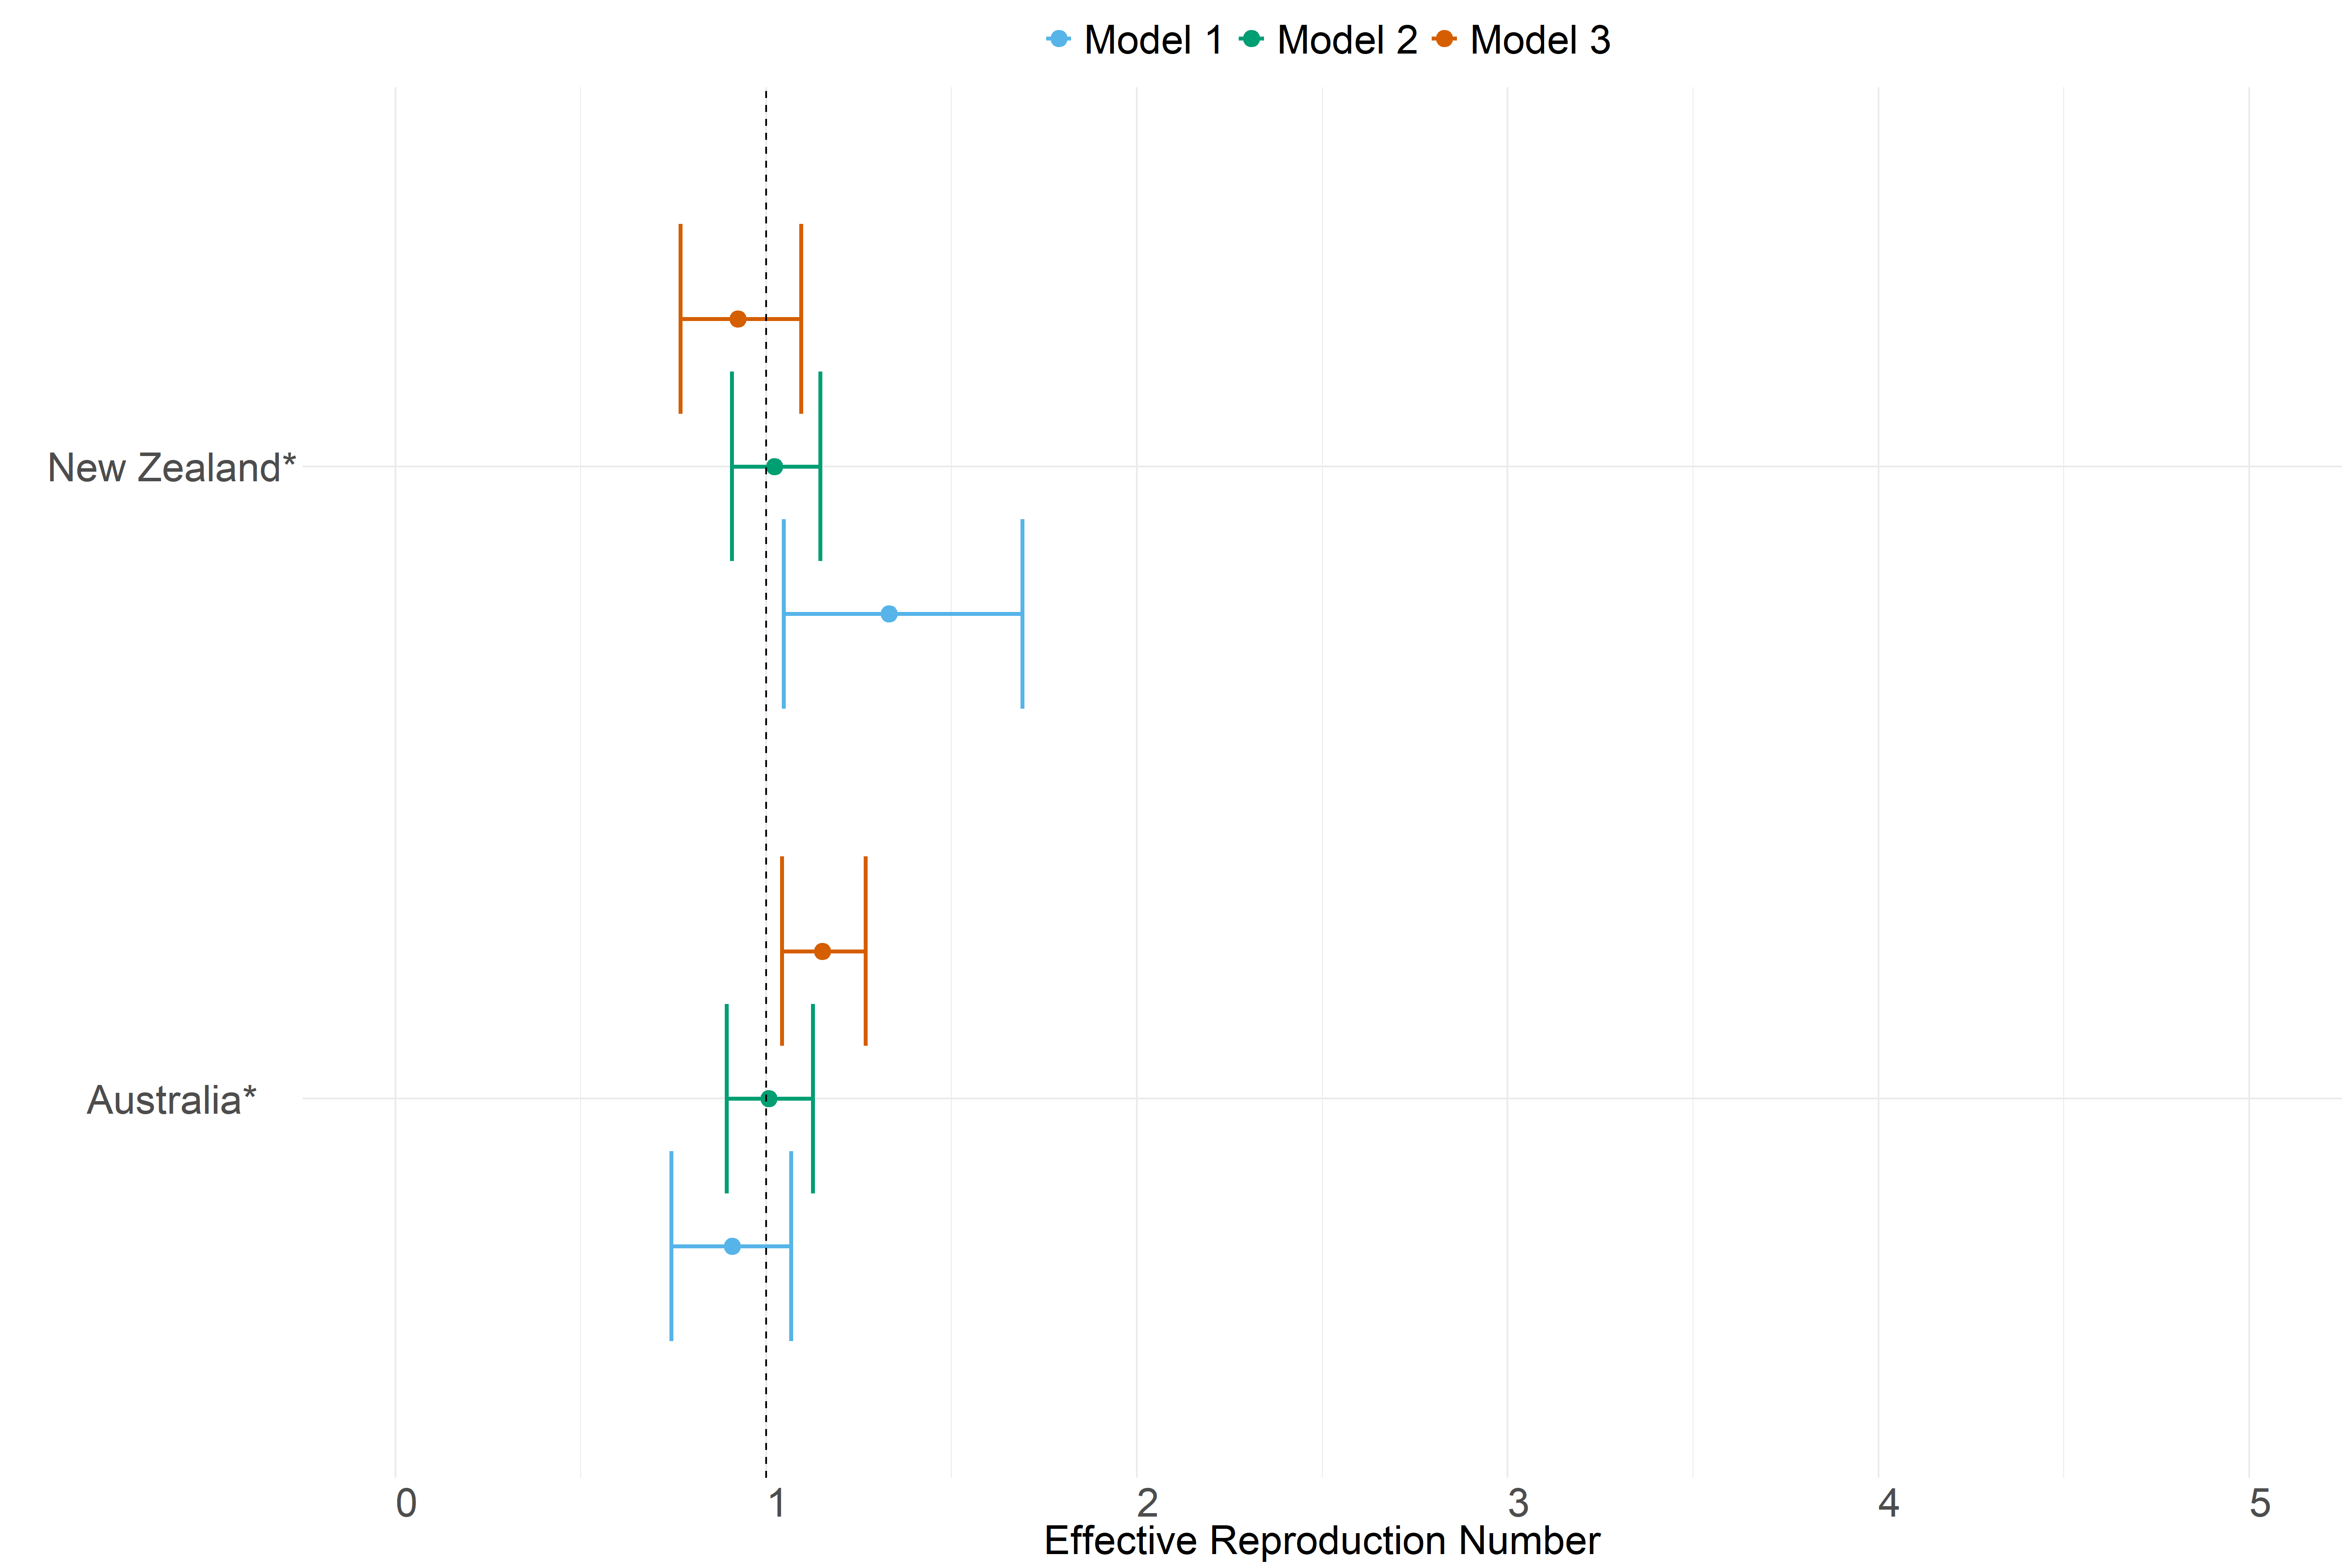 Model 1 Model 2 Model 3
New Zealand*
Australia*
0 1 2 3 4 5
Effective Reproduction Number